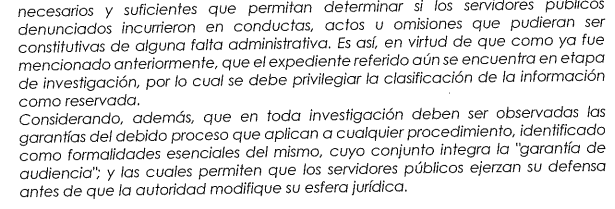 necesarios y suficientes que permitan determinar si los servidores públicos
denunciados incurrieron en conductas, actos u omisiones que pudieran ser
constitutivas de alguna falta administrativa. Es así, en virtud de que como ya fue
mencionado anteriormente, que el expediente referido aún se encuentra en etapa
de investigación, por lo cual se debe privilegiar la clasificación de la información
como reservada.
Considerando, además, que en toda investigación deben ser observadas las
garantías del debido proceso que aplican a cualquier procedimiento, identificado
como formalidades esenciales del mismo, cuyo conjunto integra la "garantía de
audiencia"; y las cuales permiten que los servidores públicos ejerzan su defensa
antes de que la autoridad modifique su esfera jurídica.